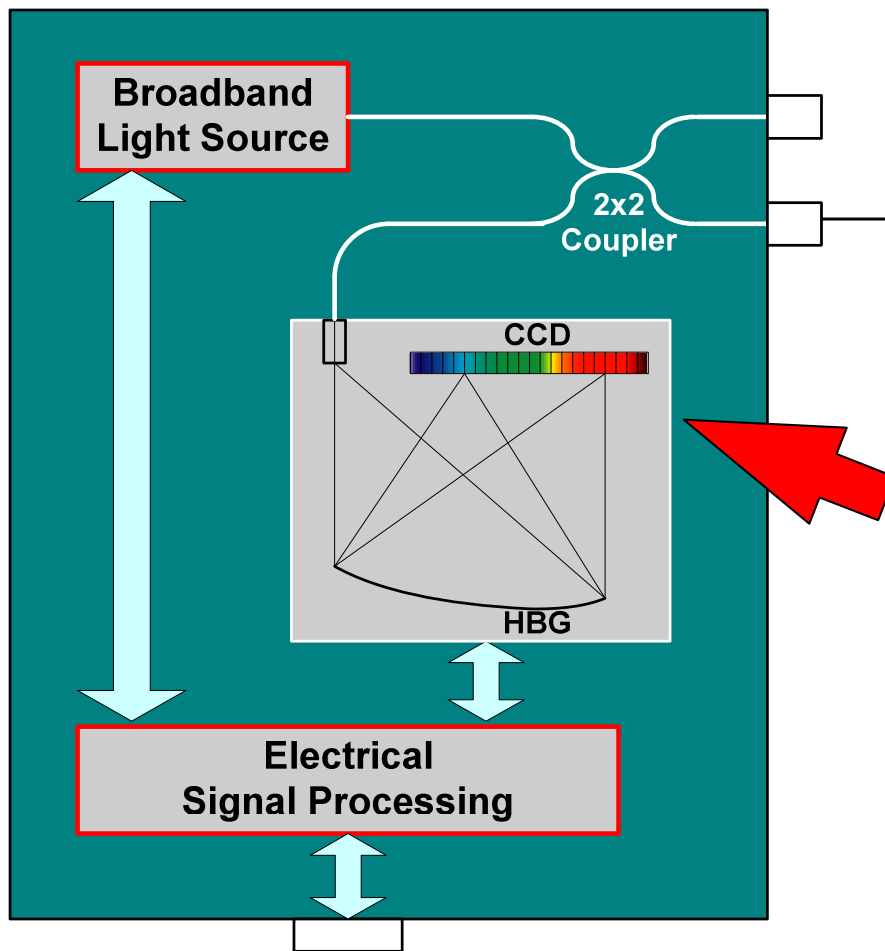 Broadband
Light Source
2x2
Coupler
CCD
HBG
Electrical
Signal Processing